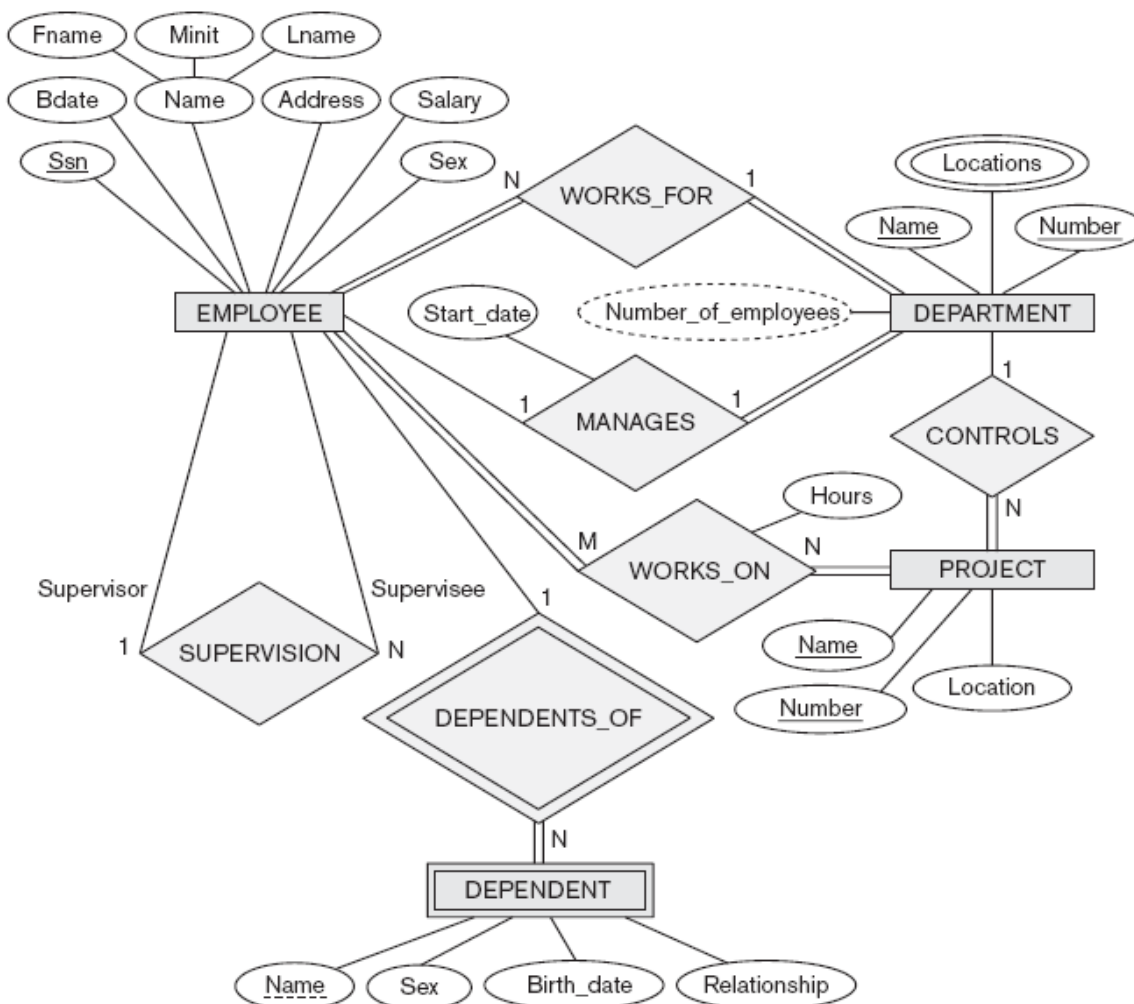 Fname
Minit
Lname
Bdate
Name
Address
Salary
Ssn
Sex
N
WORKS_FOR
1
Locations
Name
Number
EMPLOYEE
Start_date
Number_of_employees
DEPARTMENT
1
MANAGES
1
1
CONTROLS
N
Hours
M
WORKS_ON
N
PROJECT
Supervisor
Supervisee
1
SUPERVISION
N
1
Name
Number
Location
DEPENDENTS_OF
N
DEPENDENT
Name
Sex
Birth_date
Relationship